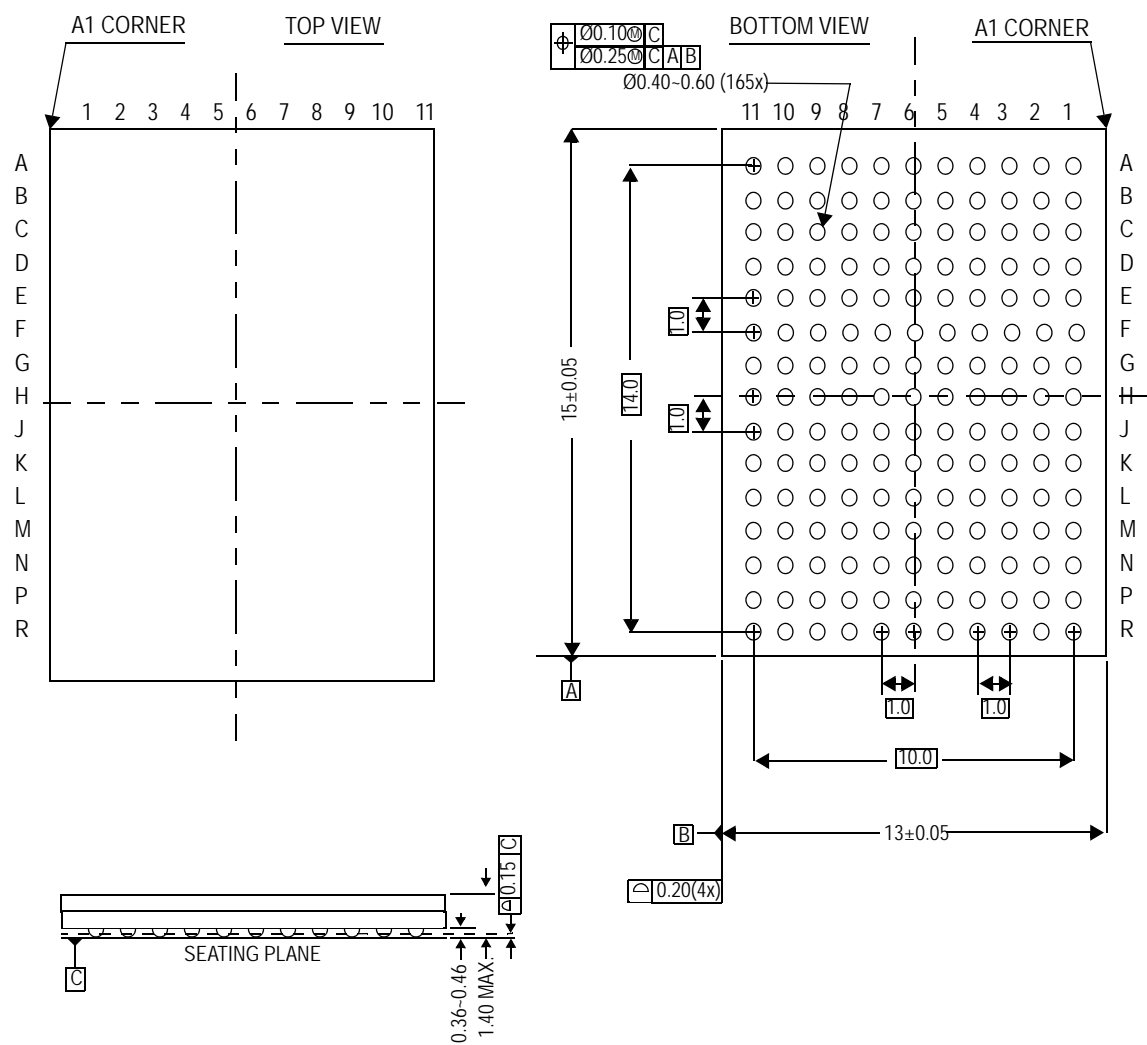 A1 CORNER
TOP VIEW
1 2 3 4 5 6 7 8 9 10 11
A
B
C
D
E
F
G
H
J
K
L
M
N
P
R
Ø0.10Ⓜ C
Ø0.25Ⓜ C A B
BOTTOM VIEW
A1 CORNER
Ø0.40~0.60 (165x)
11 10 9 8 7 6 5 4 3 2 1
A
B
C
D
E
F
G
H
J
K
L
M
N
P
R
1.0
1.0
15±0.05
14.0
A
1.0
1.0
10.0
B
13±0.05
0.20(4x)
0.15 C
SEATING PLANE
C
0.36~0.46
1.40 MAX.